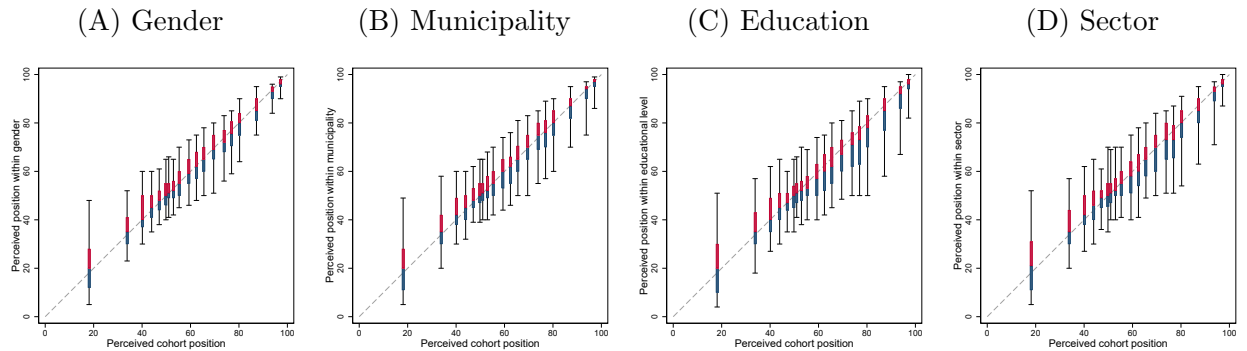 (A) Gender
(B) Municipality
(C) Education
(D) Sector
Perceived position within gender
0
20
40
60
80
100
0 20 40 60 80 100
Perceived cohort position
Perceived position within municipality
0
20
40
60
80
100
0 20 40 60 80 100
Perceived cohort position
Perceived position within educational level
0
20
40
60
80
100
0 20 40 60 80 100
Perceived cohort position
Perceived position within sector
0
20
40
60
80
100
0 20 40 60 80 100
Perceived cohort position